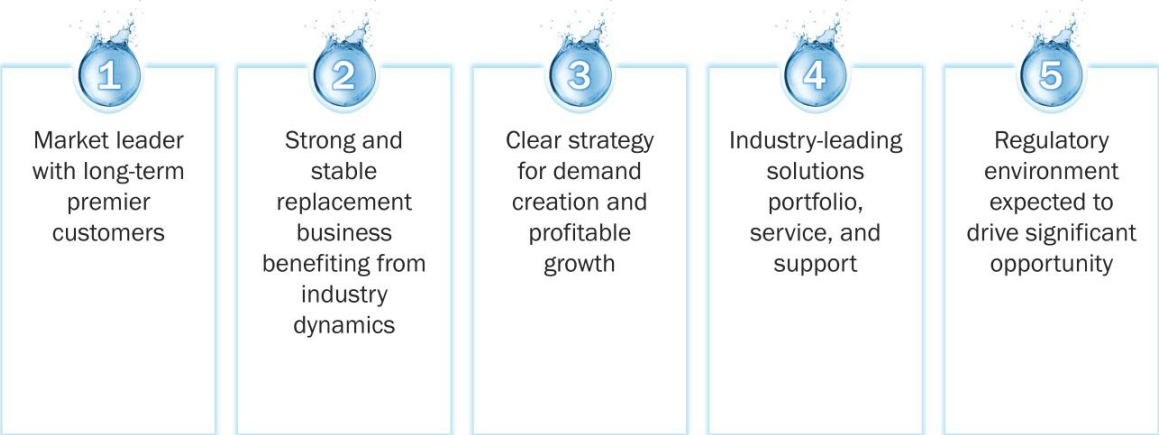 1
Market leader
with long-term
premier
customers
2
Strong and
stable
replacement
business
benefiting from
industry
dynamics
3
Clear strategy
for demand
creation and
profitable
growth
4
Industry-leading
solutions
portfolio,
service, and
support
5
Regulatory
environment
expected to
drive significant
opportunity